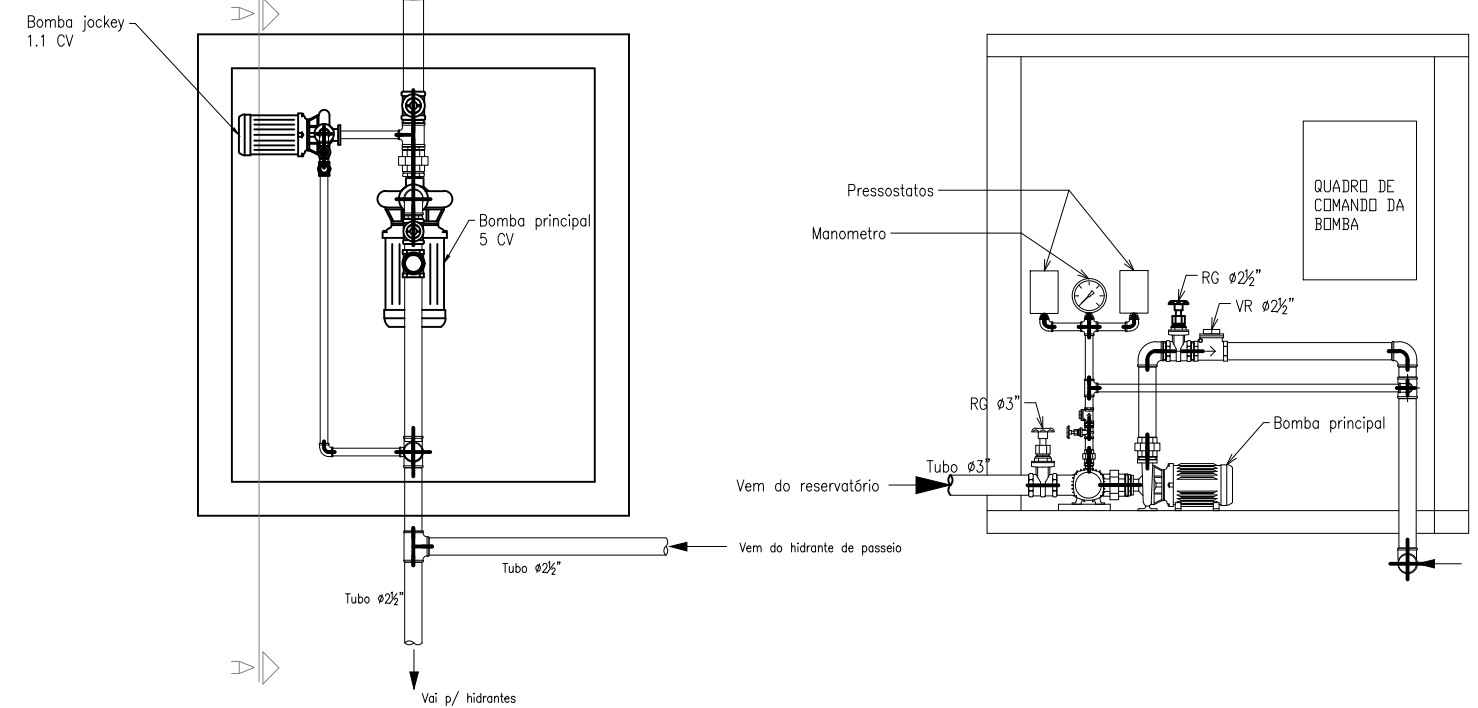 Bomba jockey
1.1 CV
A
Bomba principal
5 CV
Tubo ø2½"
Tubo ø2½"
Vem do hidrante de passeio
Vai p/ hidrantes
A
Pressostatos
Manometro
QUADRO DE
COMANDO DA
BOMBA
RG ø2½"
VR ø2½"
RG ø3"
Bomba principal
Tubo ø3"
Vem do reservatório